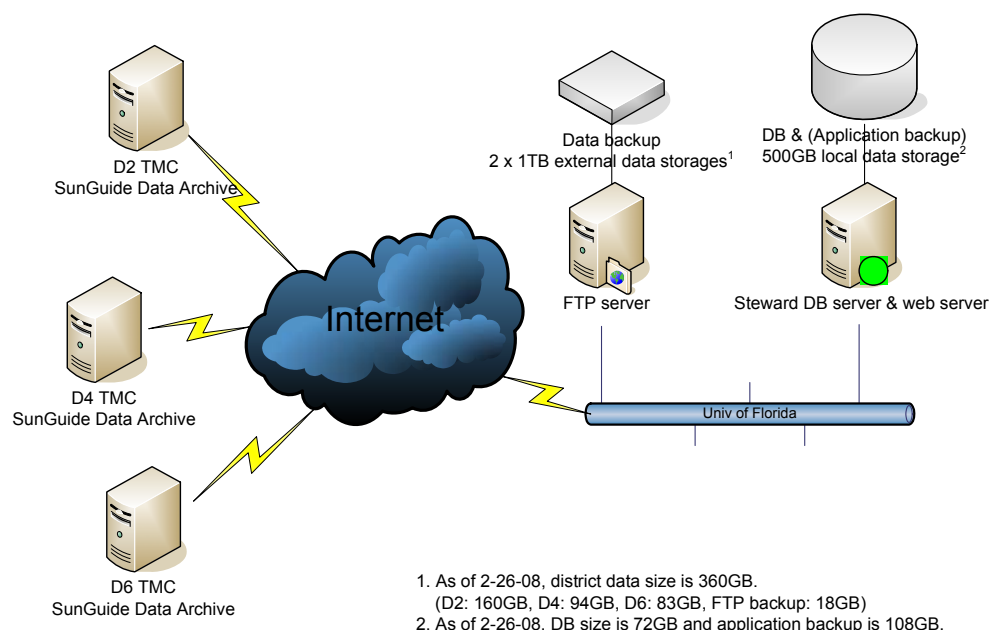 D2 TMC
SunGuide Data Archive
Data backup
2 x 1TB external data storages1
DB & (Application backup)
500GB local data storage2
D4 TMC
SunGuide Data Archive
Internet
FTP server
Steward DB server & web server
Univ of Florida
D6 TMC
SunGuide Data Archive
1. As of 2-26-08, district data size is 360GB.
(D2: 160GB, D4: 94GB, D6: 83GB, FTP backup: 18GB)
2. As of 2-26-08, DB size is 72GB and application backup is 108GB.